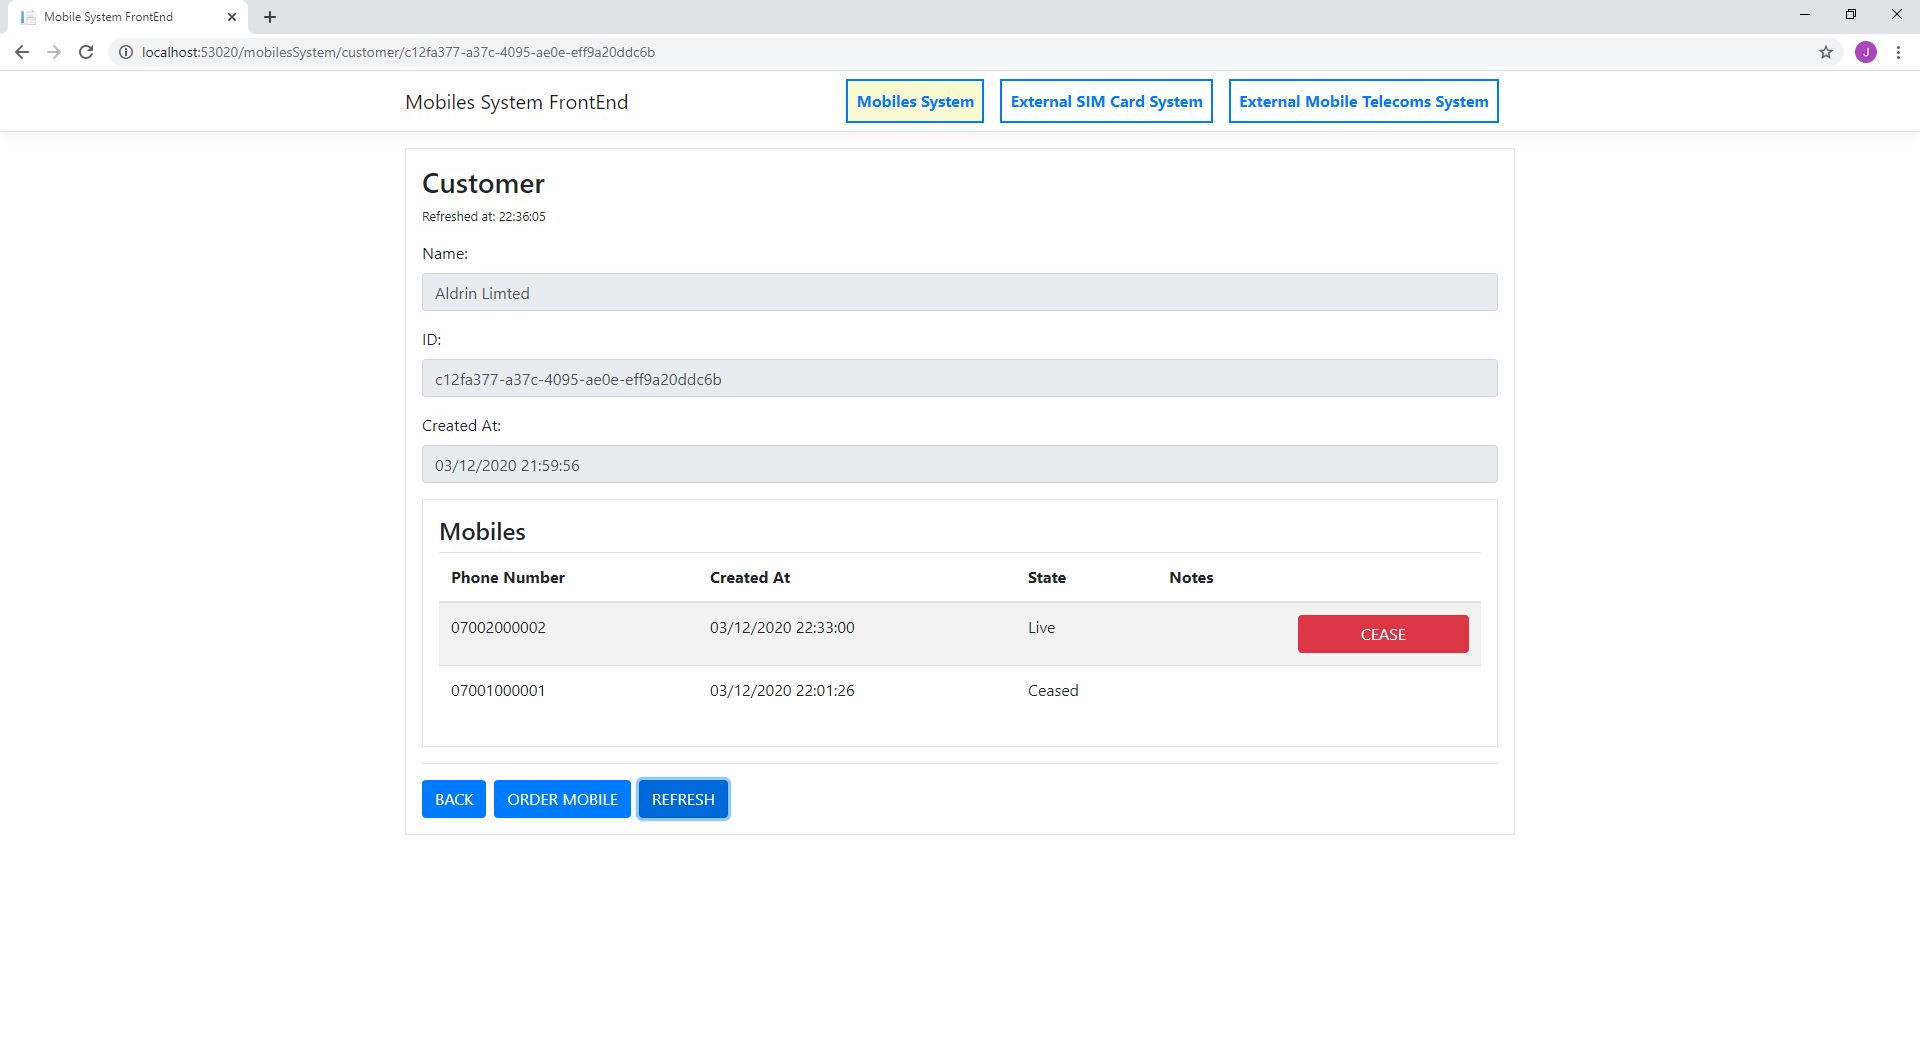 Mobile System FrontEnd
localhost:53020/mobilesSystem/customer/c12fa377-a37c-4095-ae0e-eff9a20ddc6b
J
Mobiles System FrontEnd
Mobiles System
External SIM Card System
External Mobile Telecoms System
Customer
Refreshed at: 22:36:05
Name:
Aldrin Limted
ID:
c12fa377-a37c-4095-ae0e-eff9a20ddc6b
Created At:
03/12/2020 21:59:56
Mobiles
Phone Number Created At State Notes
07002000002 03/12/2020 22:33:00 Live CEASE
07001000001 03/12/2020 22:01:26 Ceased
BACK ORDER MOBILE REFRESH